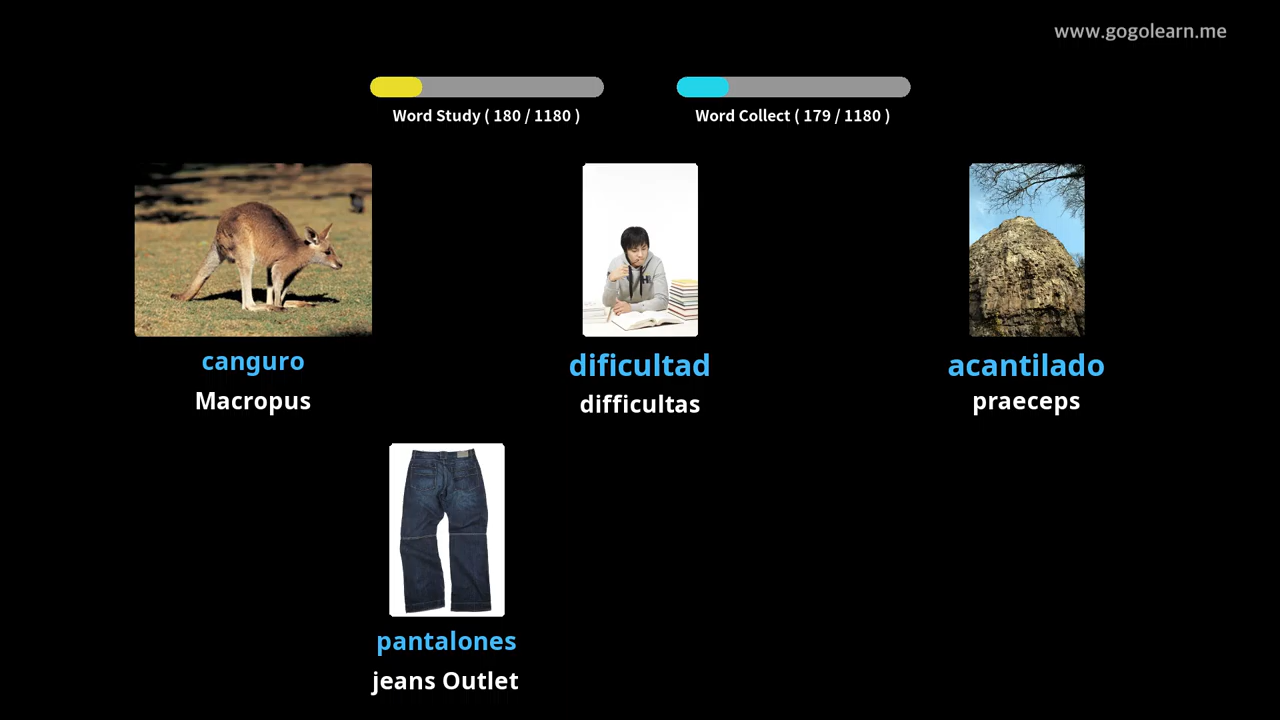 www.gogolearn.me
Word Study ( 180 / 1180 )
Word Collect ( 179 / 1180 )
canguro
Macropus
dificultad
difficultas
acantilado
praeceps
pantalones
jeans Outlet